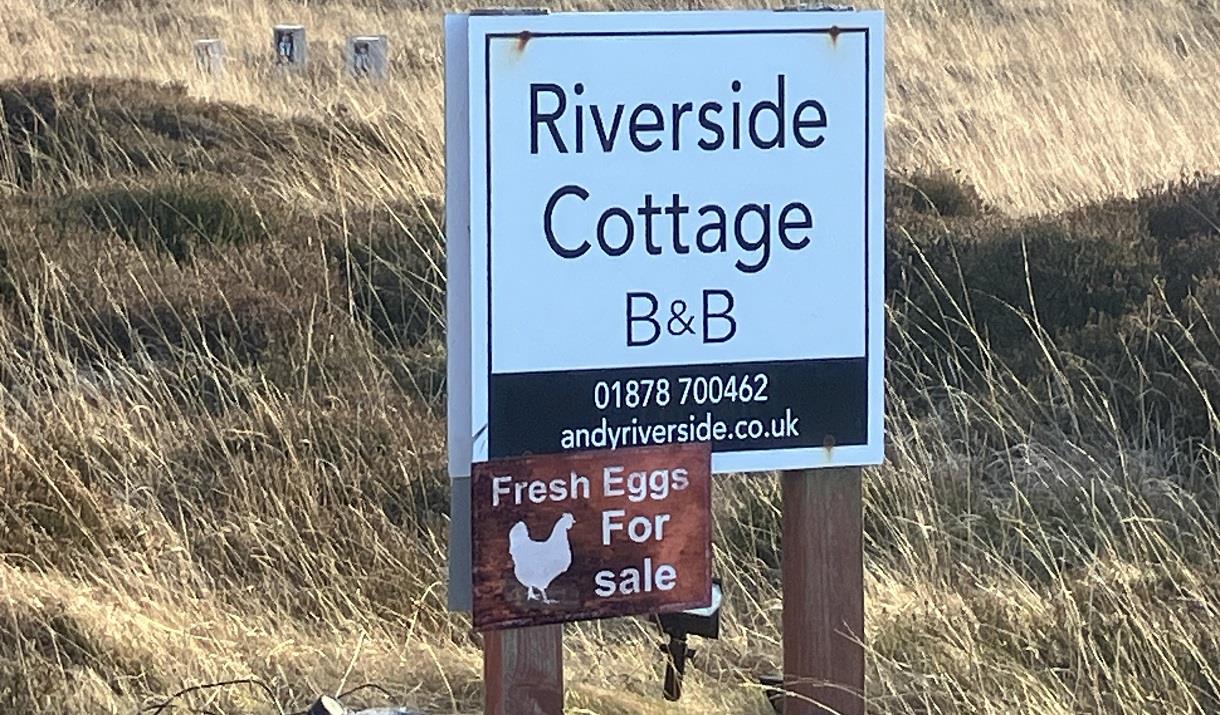 Riverside
Cottage
B&B
01878 700462
andyriverside.co.uk
Fresh Eggs
For
sale